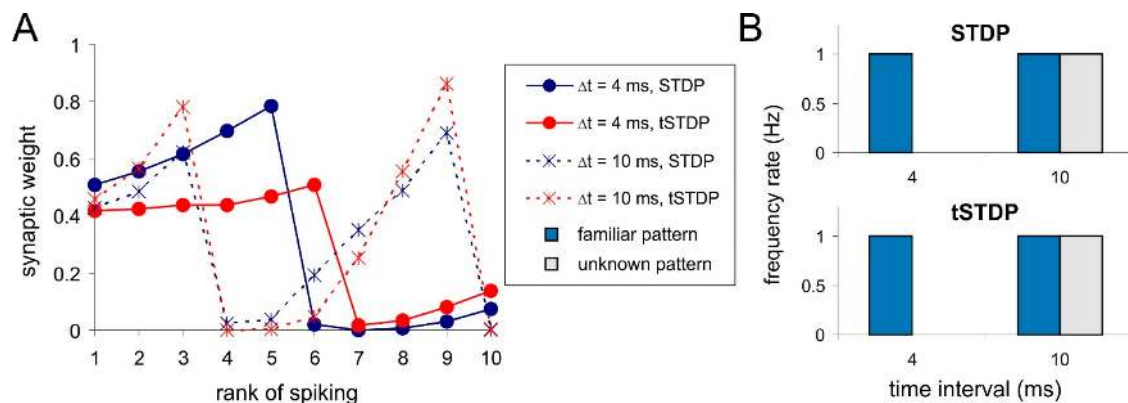 A
synaptic weight
1
0.8
0.6
0.4
0.2
0
1 2 3 4 5 6 7 8 9 10
rank of spiking
Δt = 4 ms, STDP
Δt = 4 ms, tSTDP
Δt = 10 ms, STDP
Δt = 10 ms, tSTDP
familiar pattern
unknown pattern
B
frequency rate (Hz)
STDP
1
0.5
0
4 10
tSTDP
1
0.5
0
4 10
time interval (ms)